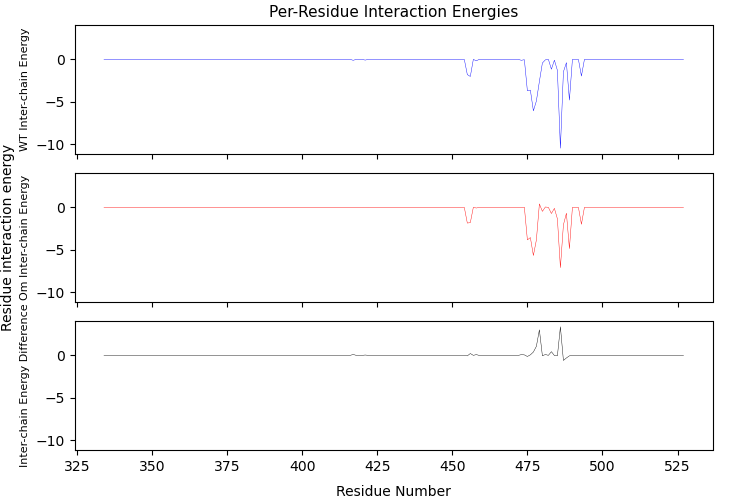 Per-Residue Interaction Energies
WT Inter-chain Energy
0
−5
−10
Om Inter-chain Energy
0
−5
−10
Residue interaction energy
Inter-chain Energy Difference
0
−5
−10
325 350 375 400 425 450 475 500 525
Residue Number